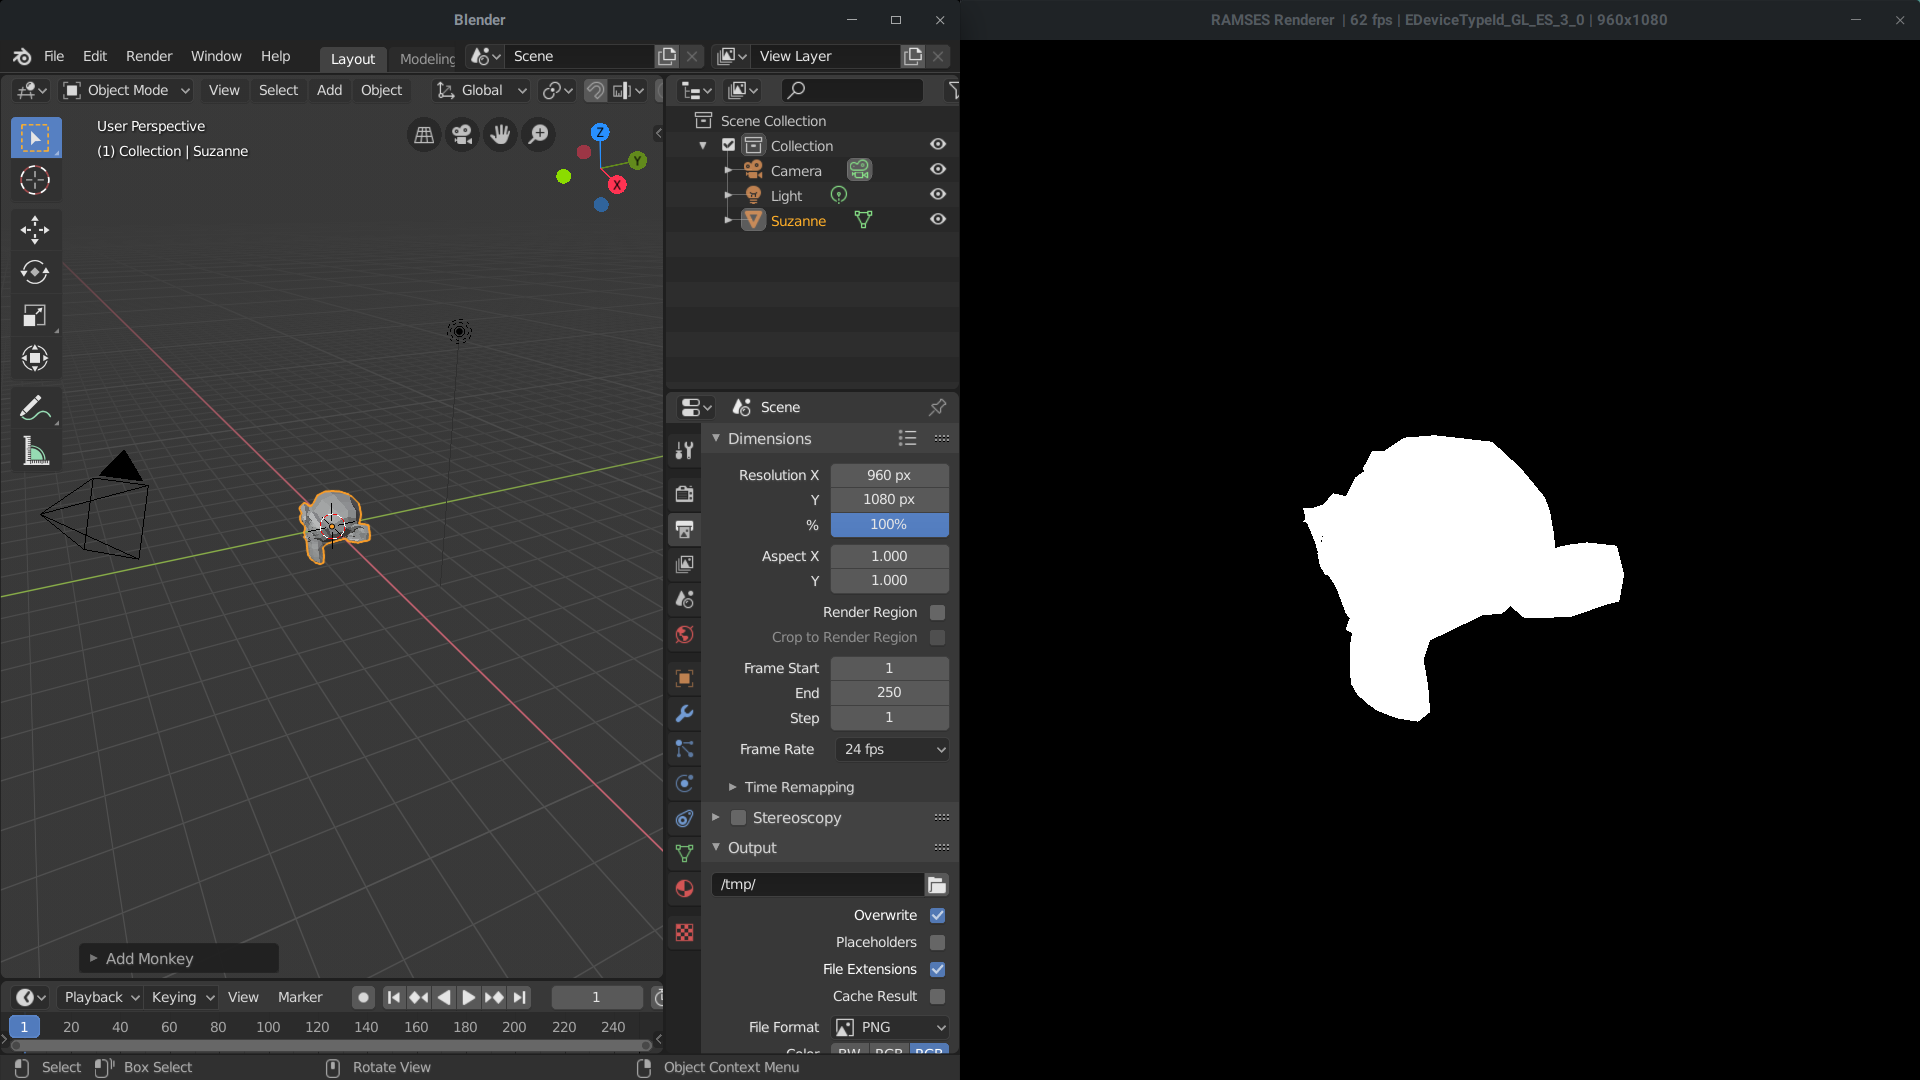 Blender
RAMSES Renderer | 62 fps | EDeviceTypeId_GL_ES_3_0 | 960x1080
File Edit Render Window Help Layout Modeling Scene View Layer
Object Mode View Select Add Object Global
User Perspective
(1) Collection | Suzanne
Z
Y
X
Scene Collection
Collection
Camera
Light
Suzanne
Scene
Dimensions
Resolution X 960 px
Y 1080 px
% 100%
Aspect X 1.000
Y 1.000
Render Region
Crop to Render Region
Frame Start 1
End 250
Step 1
Frame Rate 24 fps
Time Remapping
Stereoscopy
Output
/tmp/
Overwrite
Placeholders
File Extensions
Cache Result
File Format PNG
Color BW RGB RGB
Add Monkey
Playback Keying View Marker 1
1 20 40 60 80 100 120 140 160 180 200 220 240
Select Box Select Rotate View Object Context Menu